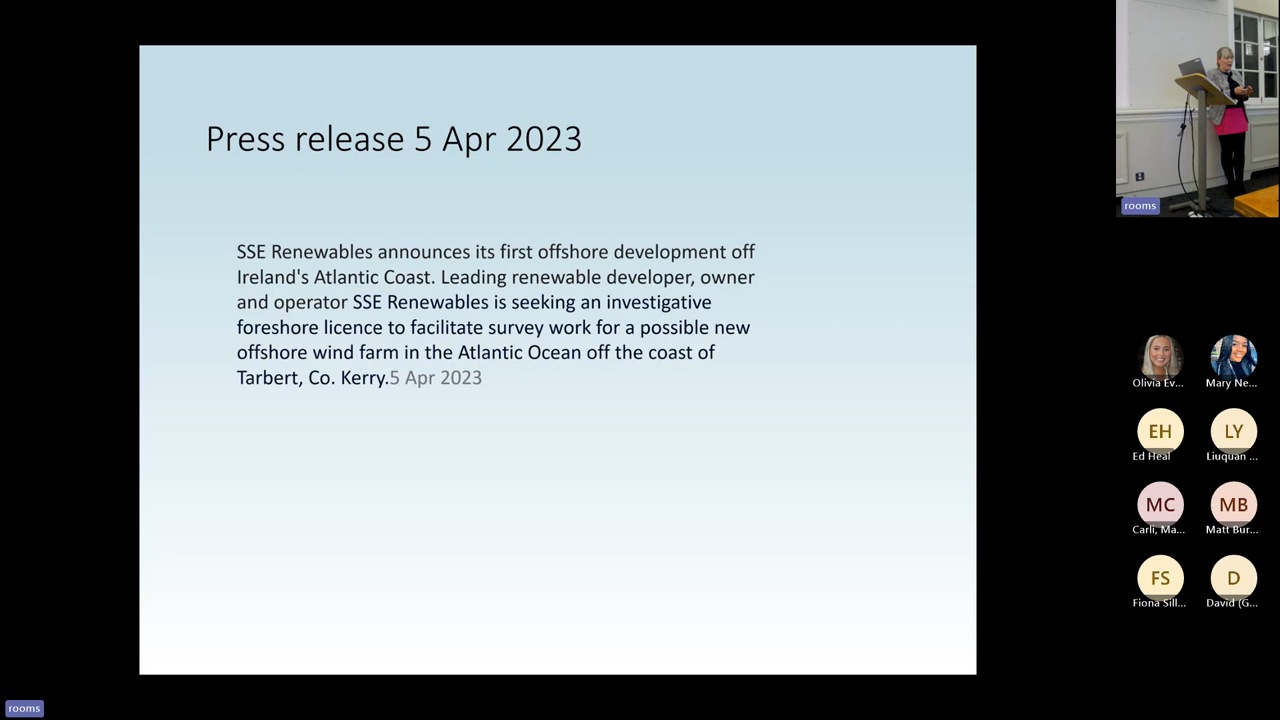 Press release 5 Apr 2023
SSE Renewables announces its first offshore development off
Ireland's Atlantic Coast. Leading renewable developer, owner
and operator SSE Renewables is seeking an investigative
foreshore licence to facilitate survey work for a possible new
offshore wind farm in the Atlantic Ocean off the coast of
Tarbert, Co. Kerry.5 Apr 2023
rooms
Olivia Ev...
Mary Ne...
EH
LY
Ed Heal
Liuquan ...
MC
MB
Carli, Ma...
Matt Bur...
FS
D
Fiona Sill...
David (G...
rooms